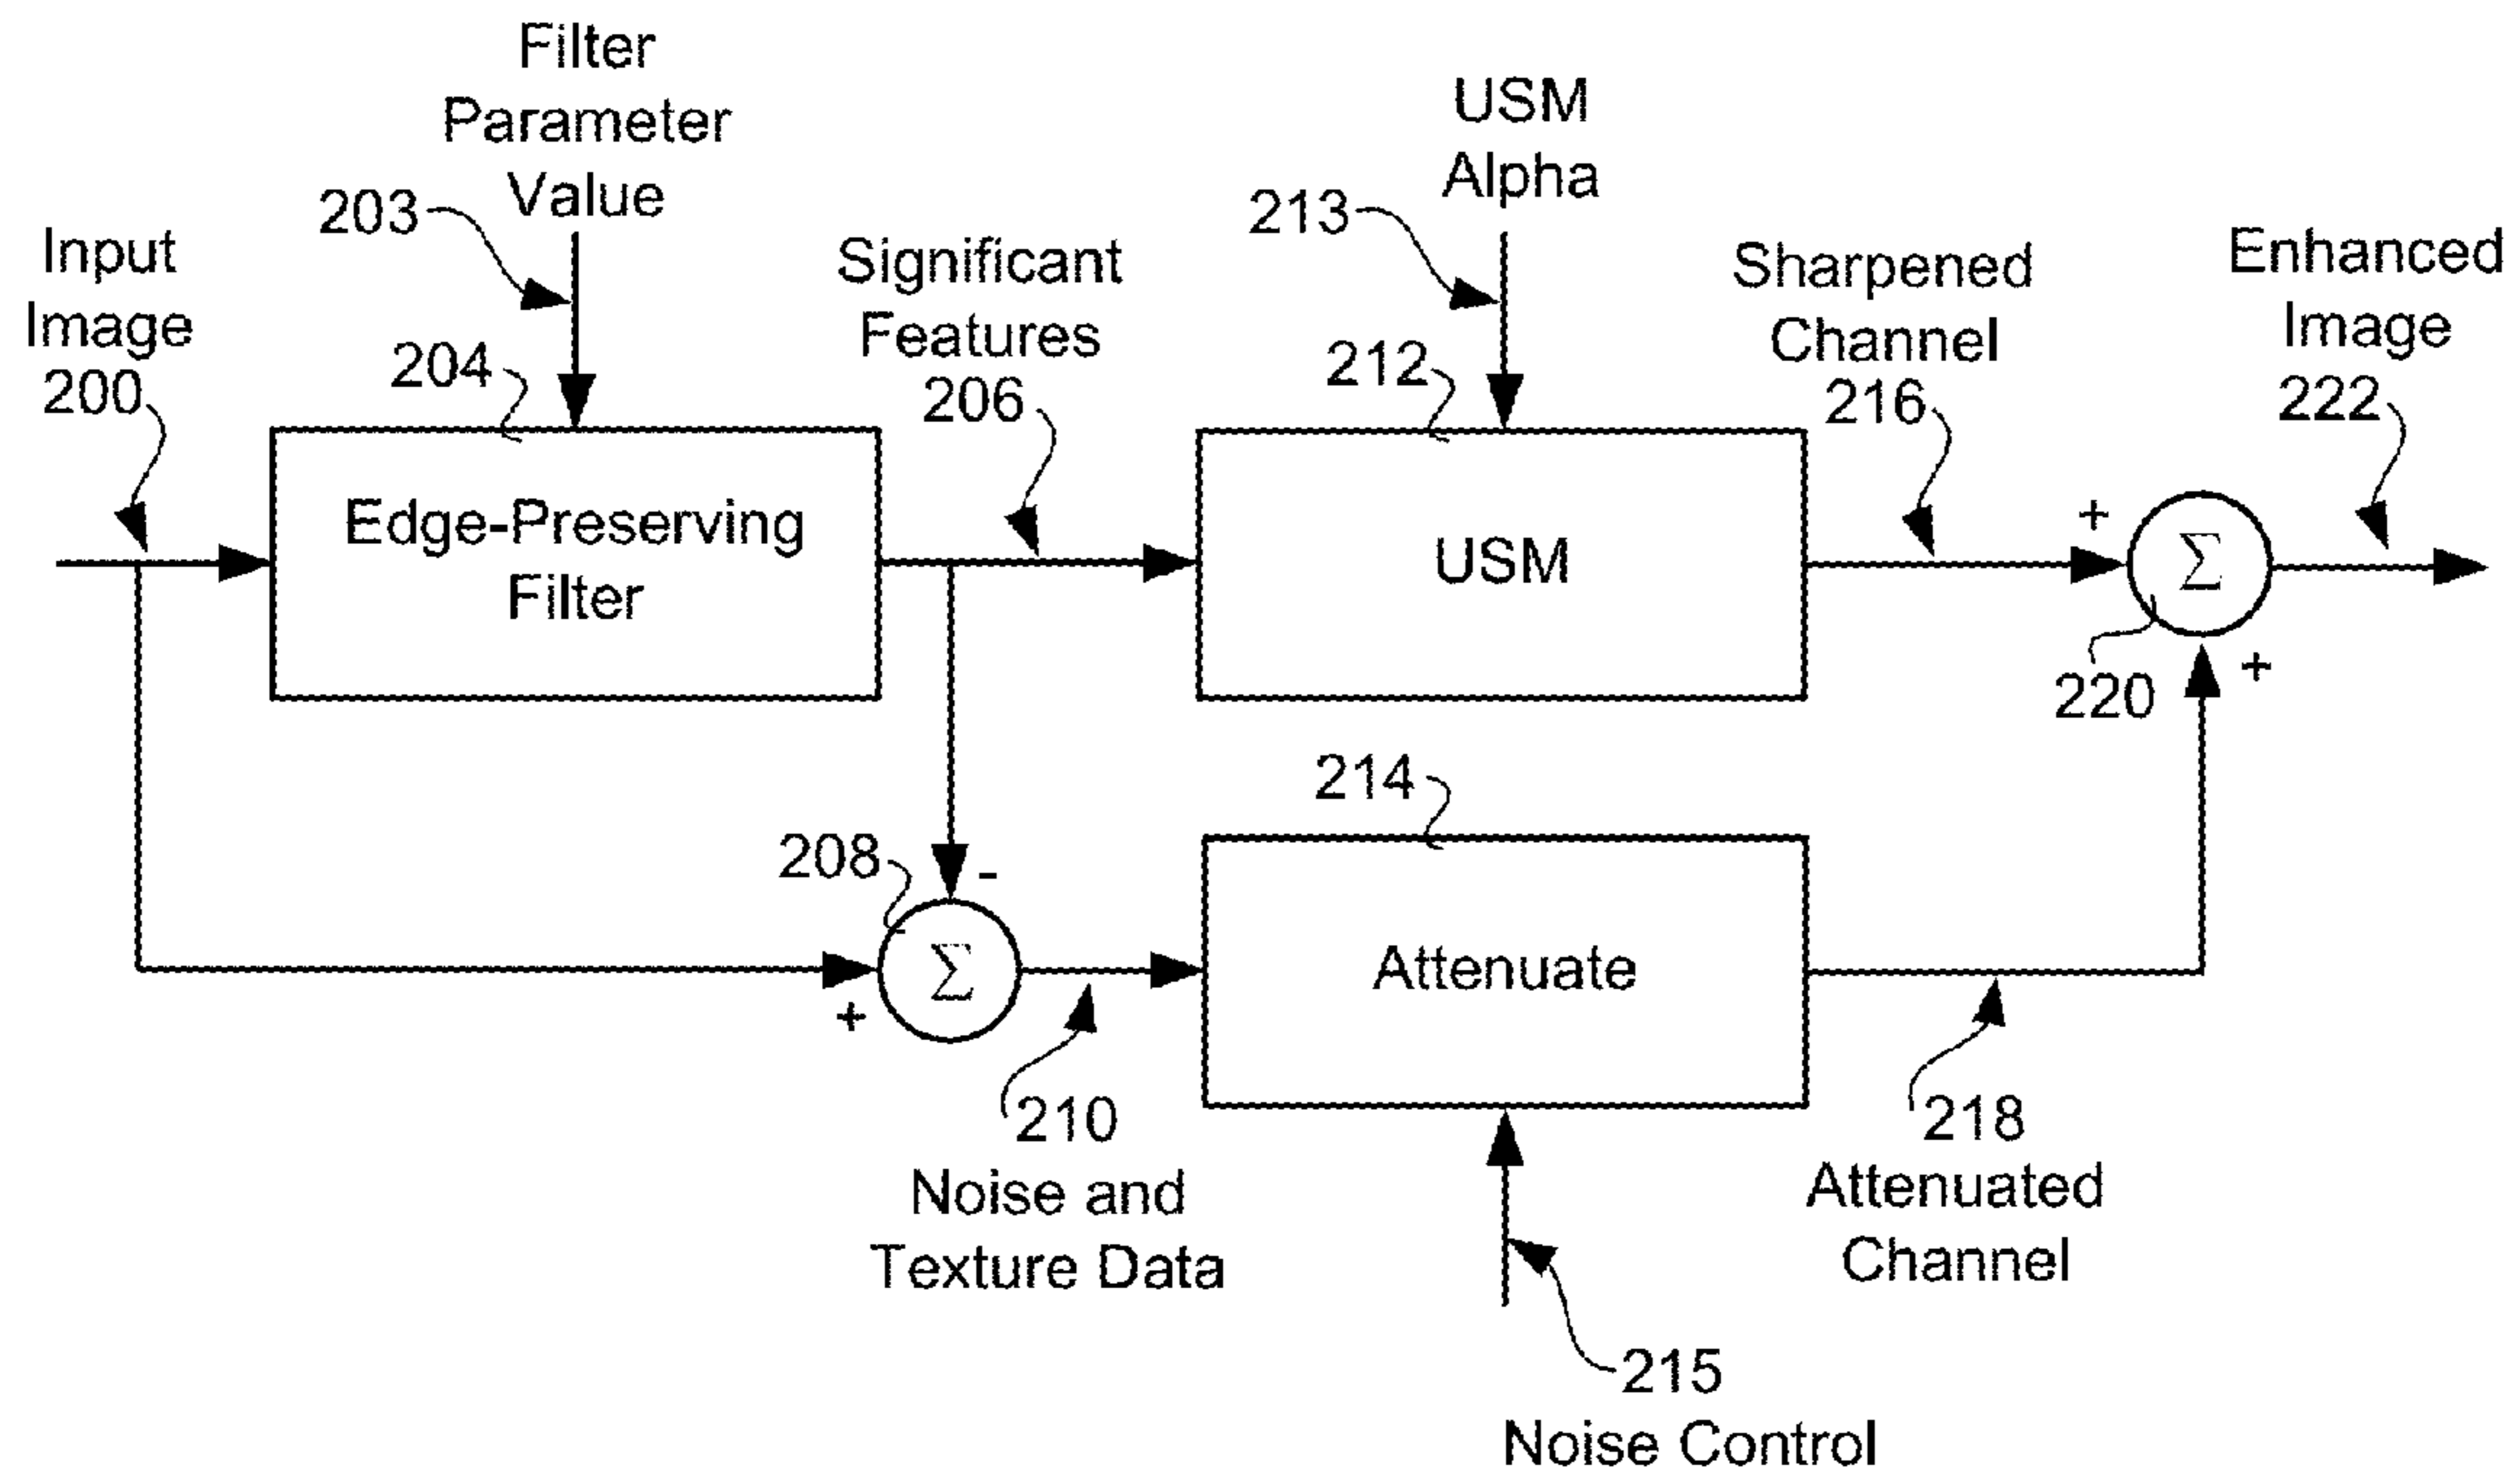 Filter
Parameter
Value
203
Input
Image
200
204
Edge-Preserving
Filter
Significant
Features
206
USM
Alpha
213
212
USM
Sharpened
Channel
216
Enhanced
Image
222
+
Σ
+
220
208
-
Σ
+
210
Noise and
Texture Data
214
Attenuate
218
Attenuated
Channel
215
Noise Control